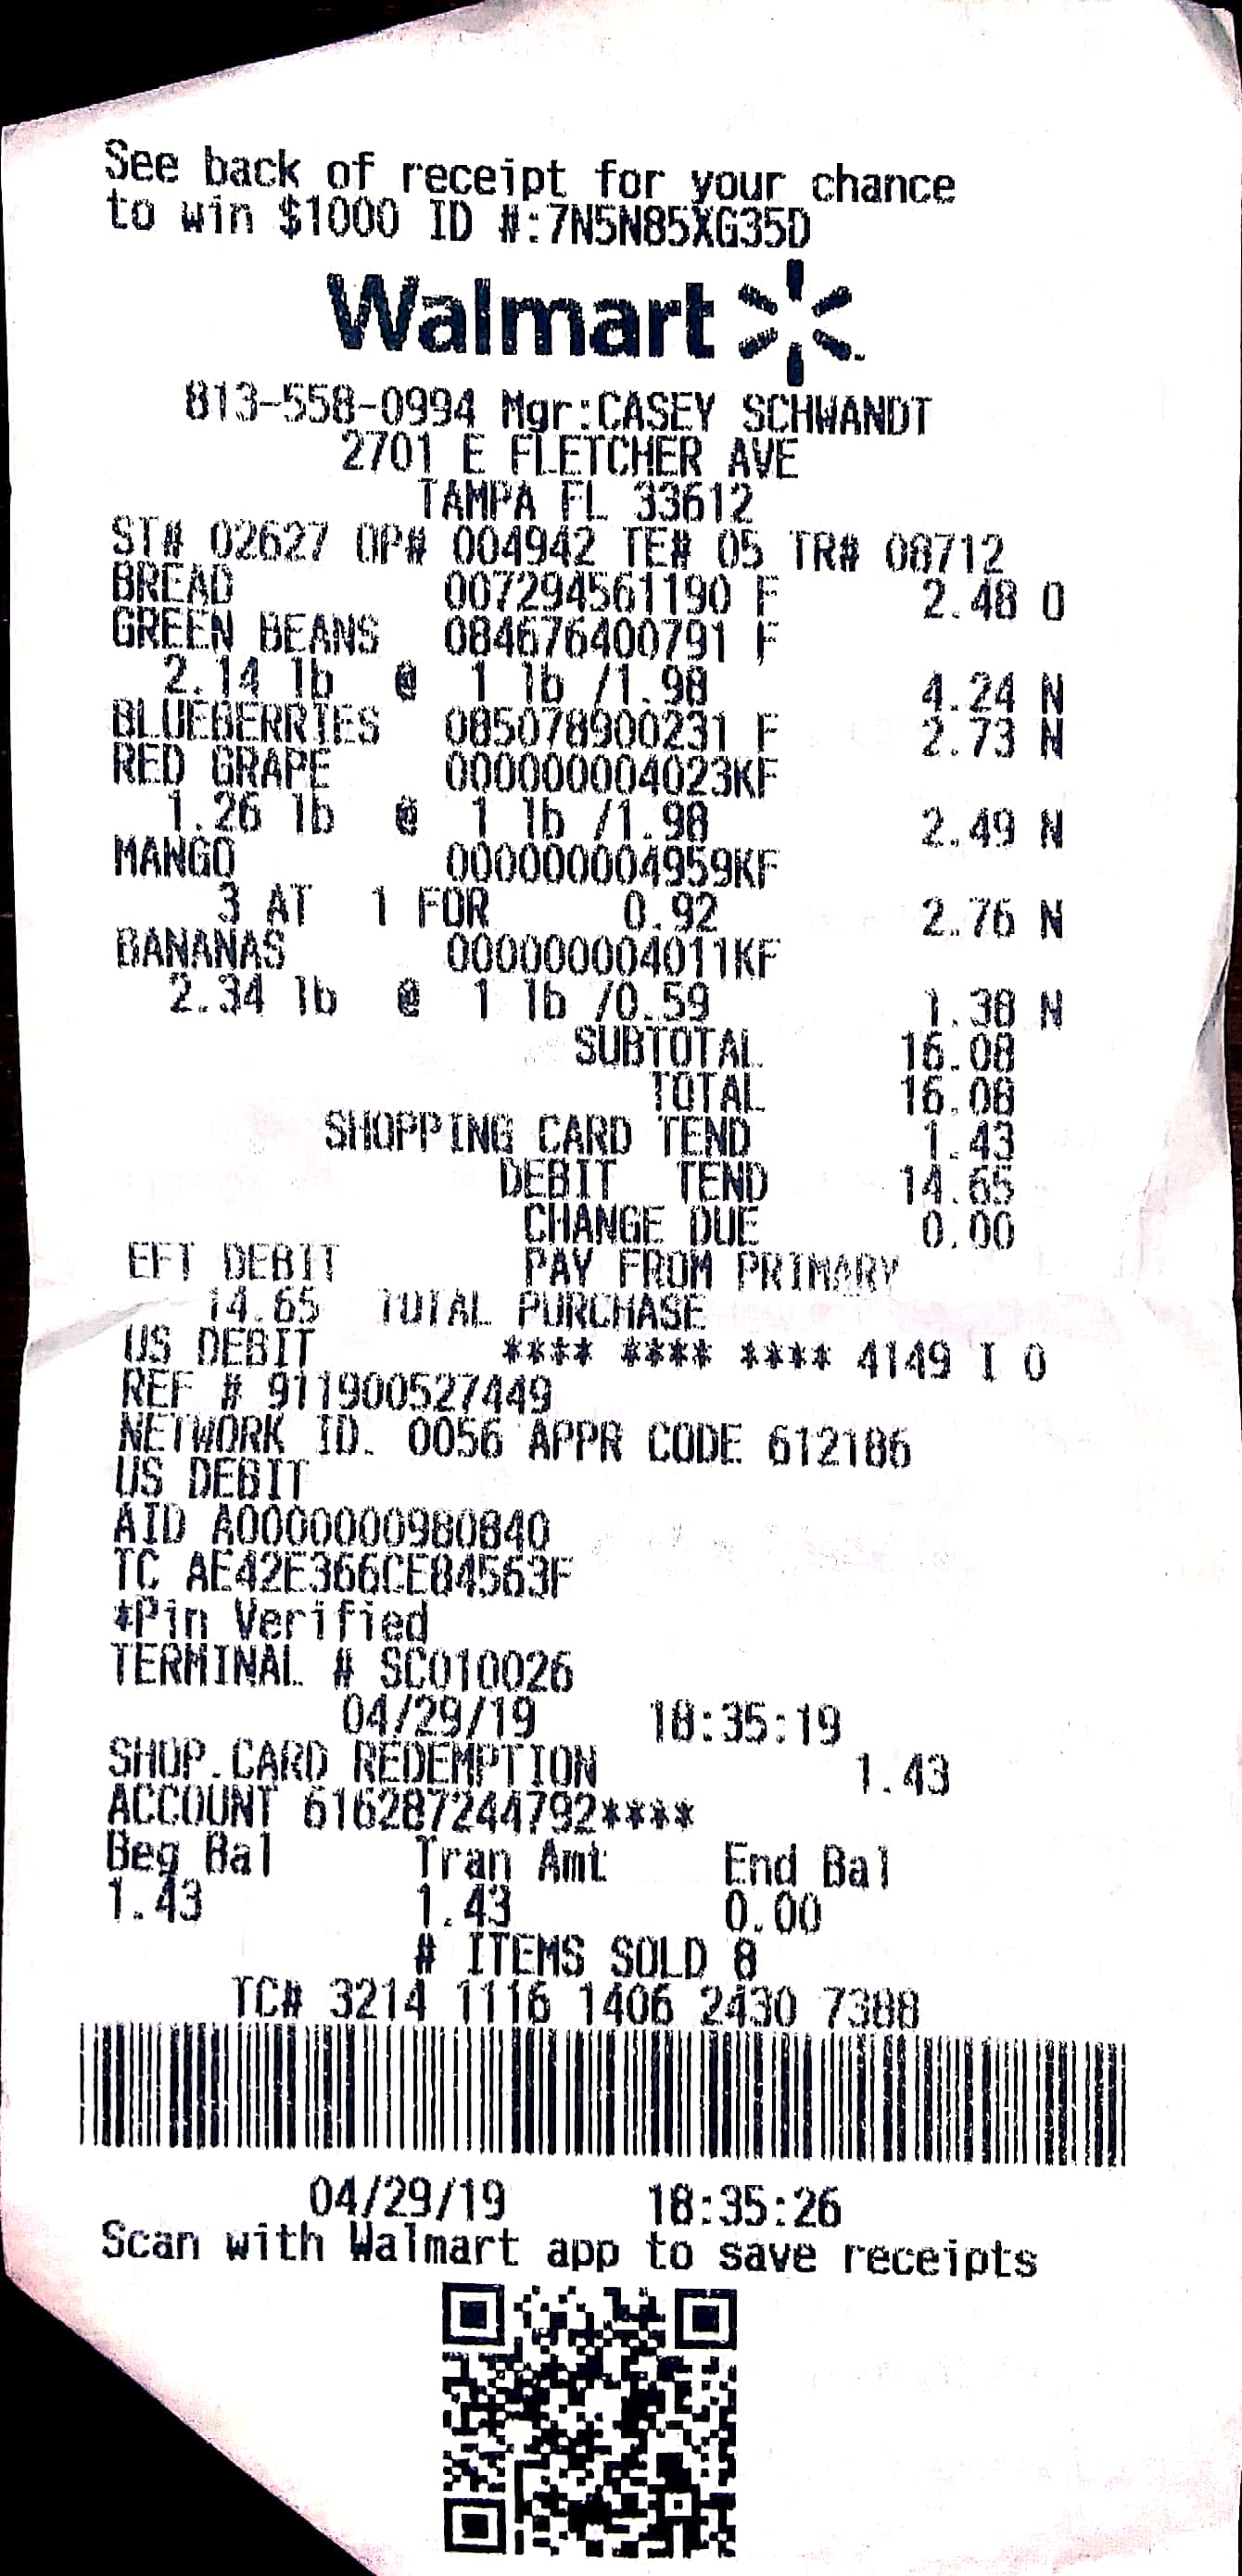 See back of receipt for your chance
to win $1000 ID #:7N5N85XG35D
Walmart
813-558-0994 Mgr:CASEY SCHWANDT
2701 E FLETCHER AVE
TAMPA FL 33612
ST# 02627 OP# 004942 TE# 05 TR# 08712
BREAD 007294561190 F 2.48 O
GREEN BEANS 084676400791 F
2.14 lb @ 1 lb /1.98 4.24 N
BLUEBERRIES 085078900231 F 2.73 N
RED GRAPE 000000004023KF
1.26 lb @ 1 lb /1.98 2.49 N
MANGO 000000004959KF
3 AT 1 FOR 0.92 2.76 N
BANANAS 000000004011KF
2.34 lb @ 1 lb /0.59 1.38 N
SUBTOTAL 16.08
TOTAL 16.08
SHOPPING CARD TEND 1.43
DEBIT TEND 14.65
CHANGE DUE 0.00
EFT DEBIT PAY FROM PRIMARY
14.65 TOTAL PURCHASE
US DEBIT **** **** **** 4149 I 0
REF # 911900527449
NETWORK ID. 0056 APPR CODE 612186
US DEBIT
AID A0000000980840
TC AE42E366CE84563F
*Pin Verified
TERMINAL # SC010026
04/29/19 18:35:19
SHOP.CARD REDEMPTION 1.43
ACCOUNT 616287244792****
Beg Bal Tran Amt End Bal
1.43 1.43 0.00
# ITEMS SOLD 8
TC# 3214 1116 1406 2430 7388
04/29/19 18:35:26
Scan with Walmart app to save receipts